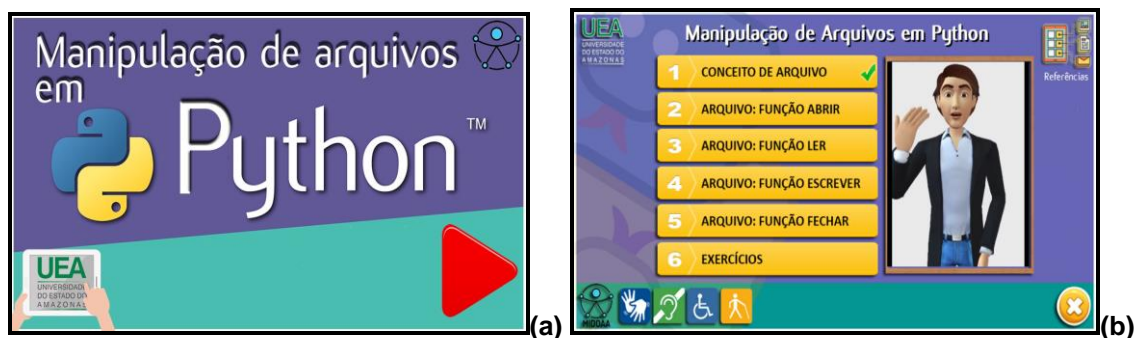 Manipulação de arquivos
em
Python™
UEA
UNIVERSIDADE
DO ESTADO DO
AMAZONAS
(a)
UEA
UNIVERSIDADE
DO ESTADO DO
AMAZONAS
Manipulação de Arquivos em Python
Referências
1 CONCEITO DE ARQUIVO
2 ARQUIVO: FUNÇÃO ABRIR
3 ARQUIVO: FUNÇÃO LER
4 ARQUIVO: FUNÇÃO ESCREVER
5 ARQUIVO: FUNÇÃO FECHAR
6 EXERCÍCIOS
MIDOAA
(b)